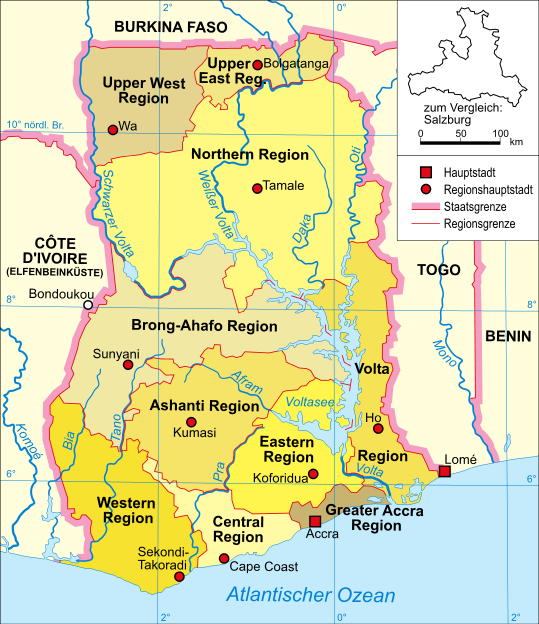 2°
0°
BURKINA FASO
Upper
East Reg.
Bolgatanga
Upper West
Region
10° nördl. Br.
Wa
zum Vergleich:
Salzburg
0 50 100
km
Hauptstadt
Regionshauptstadt
Staatsgrenze
Regionsgrenze
Northern Region
Oti
Schwarzer Volta
Weißer Volta
Tamale
Daka
CÔTE
D'IVOIRE
(ELFENBEINKÜSTE)
Bondoukou
TOGO
8°
8°
BENIN
Mono
Brong-Ahafo Region
Sunyani
Volta
Region
Afram
Voltasee
Ashanti Region
Kumasi
Ho
Komoé
Bia
Tano
Eastern
Region
Koforidua
Pra
Volta
Lomé
6°
6°
Western
Region
Central
Region
Greater Accra
Region
Accra
Sekondi-
Takoradi
Cape Coast
Atlantischer Ozean
2°
0°
2°